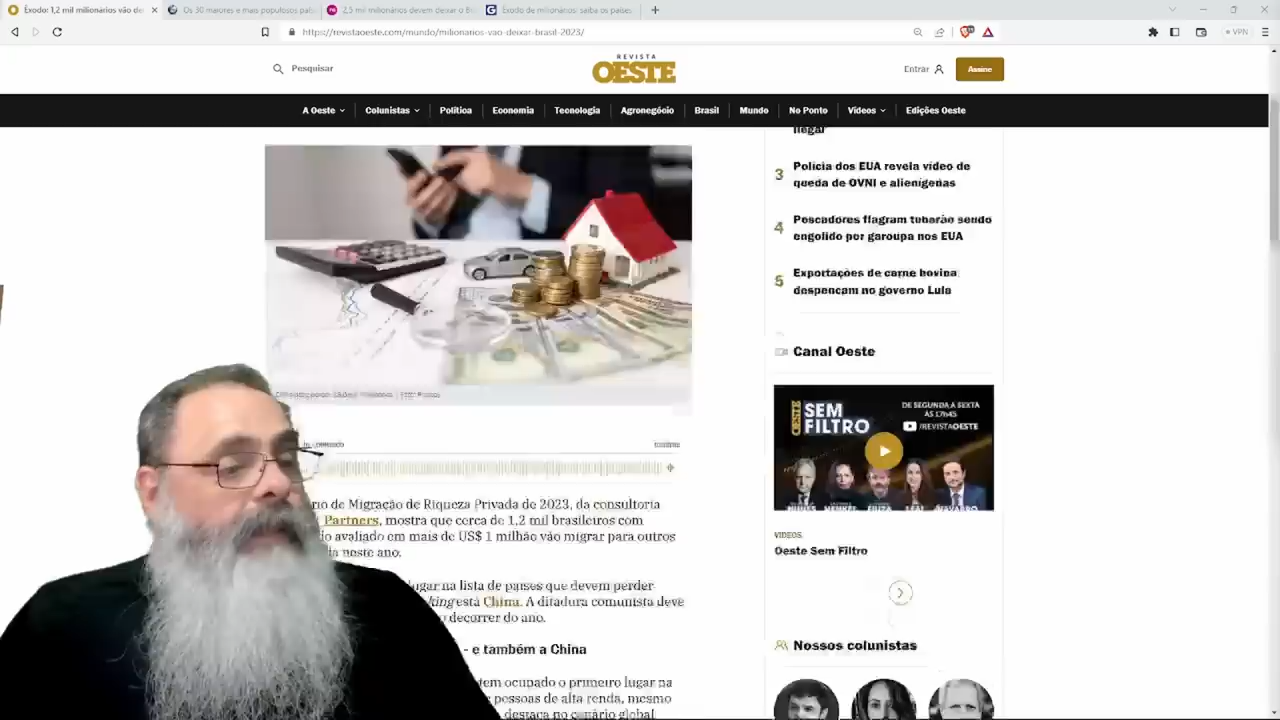 Êxodo: 1,2 mil milionários vão de
Os 30 maiores e mais populosos país
2,5 mil milionários devem deixar o B
Êxodo de milionários: saiba os países
https://revistaoeste.com/mundo/milionarios-vao-deixar-brasil-2023/
VPN
Pesquisar
REVISTA
OESTE
Entrar
Assine
A Oeste
Colunistas
Política
Economia
Tecnologia
Agronegócio
Brasil
Mundo
No Ponto
Vídeos
Edições Oeste
ilegal'
3
Polícia dos EUA revela vídeo de
queda de OVNI e alienígenas
4
Pescadores flagram tubarão sendo
engolido por garoupa nos EUA
5
Exportações de carne bovina
despencam no governo Lula
Canal Oeste
OESTE
SEM
FILTRO
DE SEGUNDA A SEXTA
ÀS 17h45
/REVISTAOESTE
VIDEOS
Oeste Sem Filtro
Nossos colunistas
rio de Migração de Riqueza Privada de 2023, da consultoria
Partners, mostra que cerca de 1,2 mil brasileiros com
io avaliado em mais de US$ 1 milhão vão migrar para outros
ia neste ano.
ugar na lista de países que devem perder
king está China. A ditadura comunista deve
decorrer do ano.
- e também a China
tem ocupado o primeiro lugar na
pessoas de alta renda, mesmo
destaca no cenário global